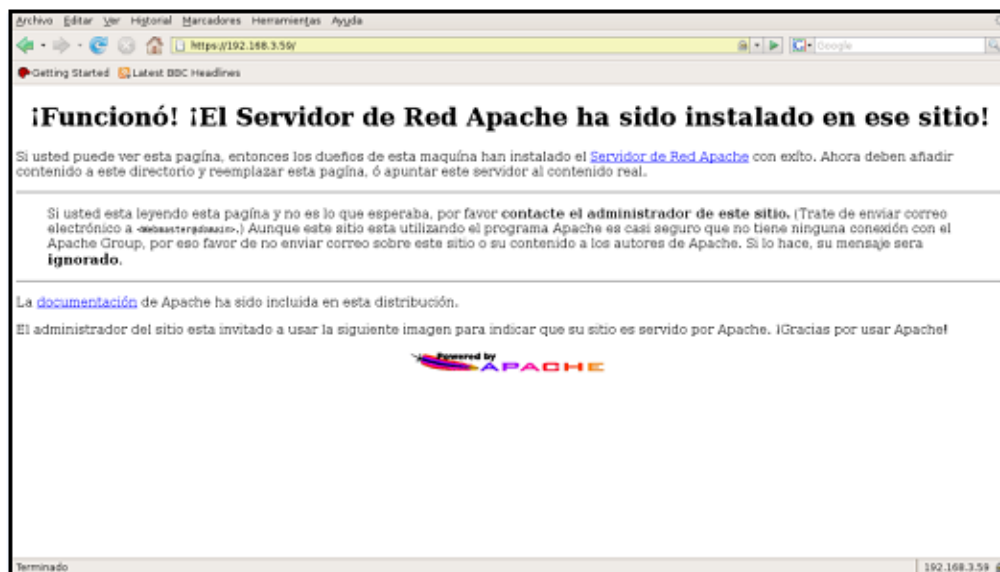 Archivo Editar Ver Historial Marcadores Herramientas Ayuda
https://192.168.3.59/
Google
Getting Started Latest BBC Headlines
¡Funcionó! ¡El Servidor de Red Apache ha sido instalado en ese sitio!
Si usted puede ver esta pagína, entonces los dueños de esta maquína han instalado el Servidor de Red Apache con exíto. Ahora deben añadir
contenido a este directorio y reemplazar esta pagína, ó apuntar este servidor al contenido real.
Si usted esta leyendo esta pagína y no es lo que esperaba, por favor contacte el administrador de este sitio. (Trate de enviar correo
electrónico a <Webmaster@domain>.) Aunque este sitio esta utilizando el programa Apache es casi seguro que no tiene ninguna conexión con el
Apache Group, por eso favor de no enviar correo sobre este sitio o su contenido a los autores de Apache. Si lo hace, su mensaje sera
ignorado.
La documentación de Apache ha sido incluida en esta distribución.
El administrador del sitio esta invitado a usar la siguiente imagen para indicar que su sitio es servido por Apache. ¡Gracias por usar Apache!
Powered by
APACHE
Terminado
192.168.3.59